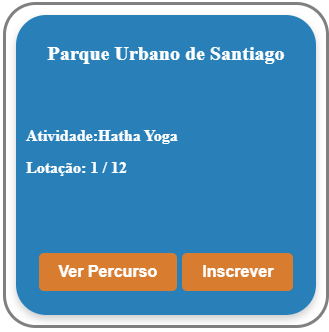 Parque Urbano de Santiago
Atividade:Hatha Yoga
Lotação: 1 / 12
Ver Percurso
Inscrever